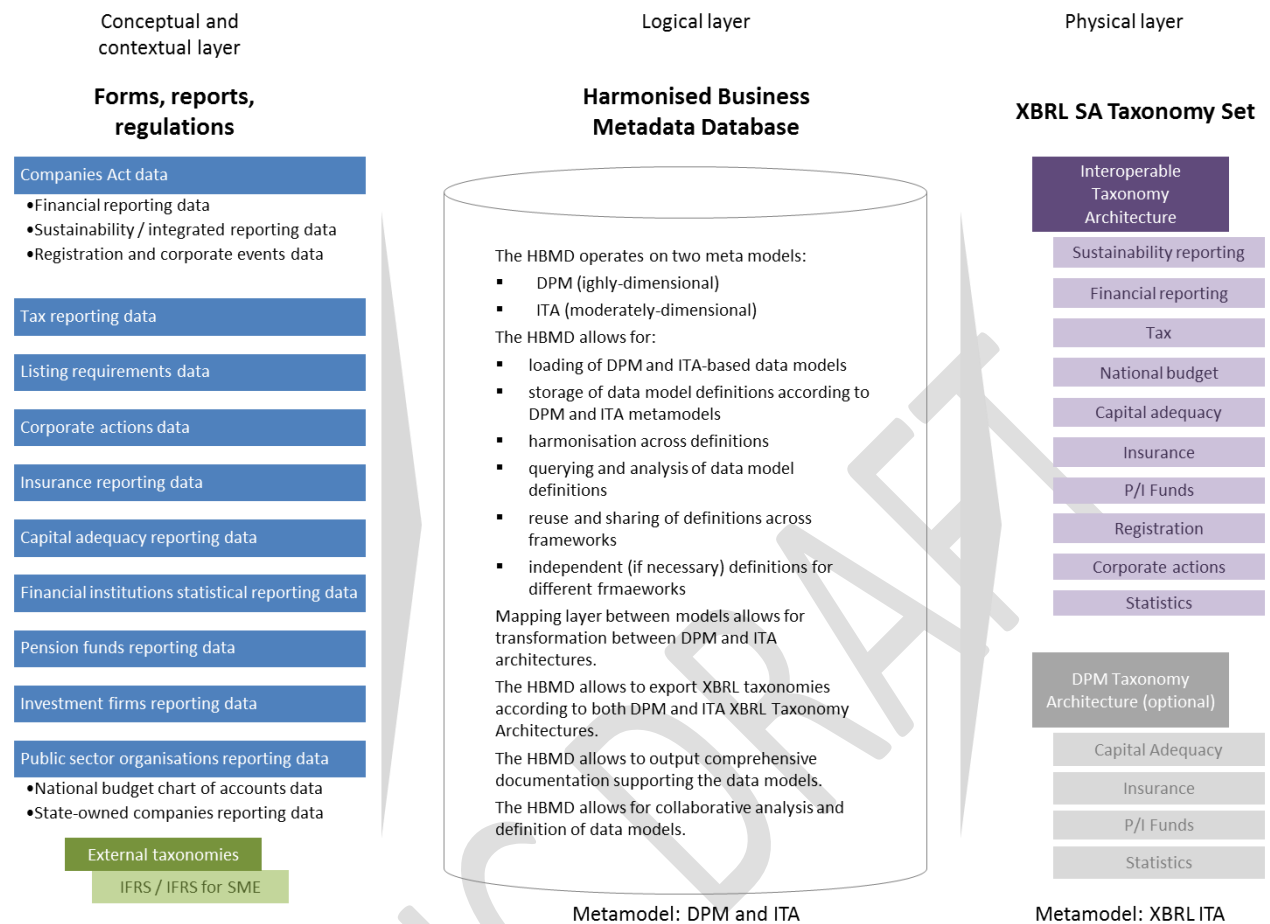 Conceptual and
contextual layer
Forms, reports,
regulations
Companies Act data
•Financial reporting data
•Sustainability / integrated reporting data
•Registration and corporate events data
Tax reporting data
Listing requirements data
Corporate actions data
Insurance reporting data
Capital adequacy reporting data
Financial institutions statistical reporting data
Pension funds reporting data
Investment firms reporting data
Public sector organisations reporting data
•National budget chart of accounts data
•State-owned companies reporting data
External taxonomies
IFRS / IFRS for SME
Logical layer
Harmonised Business
Metadata Database
The HBMD operates on two meta models:
▪ DPM (ighly-dimensional)
▪ ITA (moderately-dimensional)
The HBMD allows for:
▪ loading of DPM and ITA-based data models
▪ storage of data model definitions according to
DPM and ITA metamodels
▪ harmonisation across definitions
▪ querying and analysis of data model
definitions
▪ reuse and sharing of definitions across
frameworks
▪ independent (if necessary) definitions for
different frmaeworks
Mapping layer between models allows for
transformation between DPM and ITA
architectures.
The HBMD allows to export XBRL taxonomies
according to both DPM and ITA XBRL Taxonomy
Architectures.
The HBMD allows to output comprehensive
documentation supporting the data models.
The HBMD allows for collaborative analysis and
definition of data models.
Metamodel: DPM and ITA
Physical layer
XBRL SA Taxonomy Set
Interoperable
Taxonomy
Architecture
Sustainability reporting
Financial reporting
Tax
National budget
Capital adequacy
Insurance
P/I Funds
Registration
Corporate actions
Statistics
DPM Taxonomy
Architecture (optional)
Capital Adequacy
Insurance
P/I Funds
Statistics
Metamodel: XBRL ITA
DRAFT